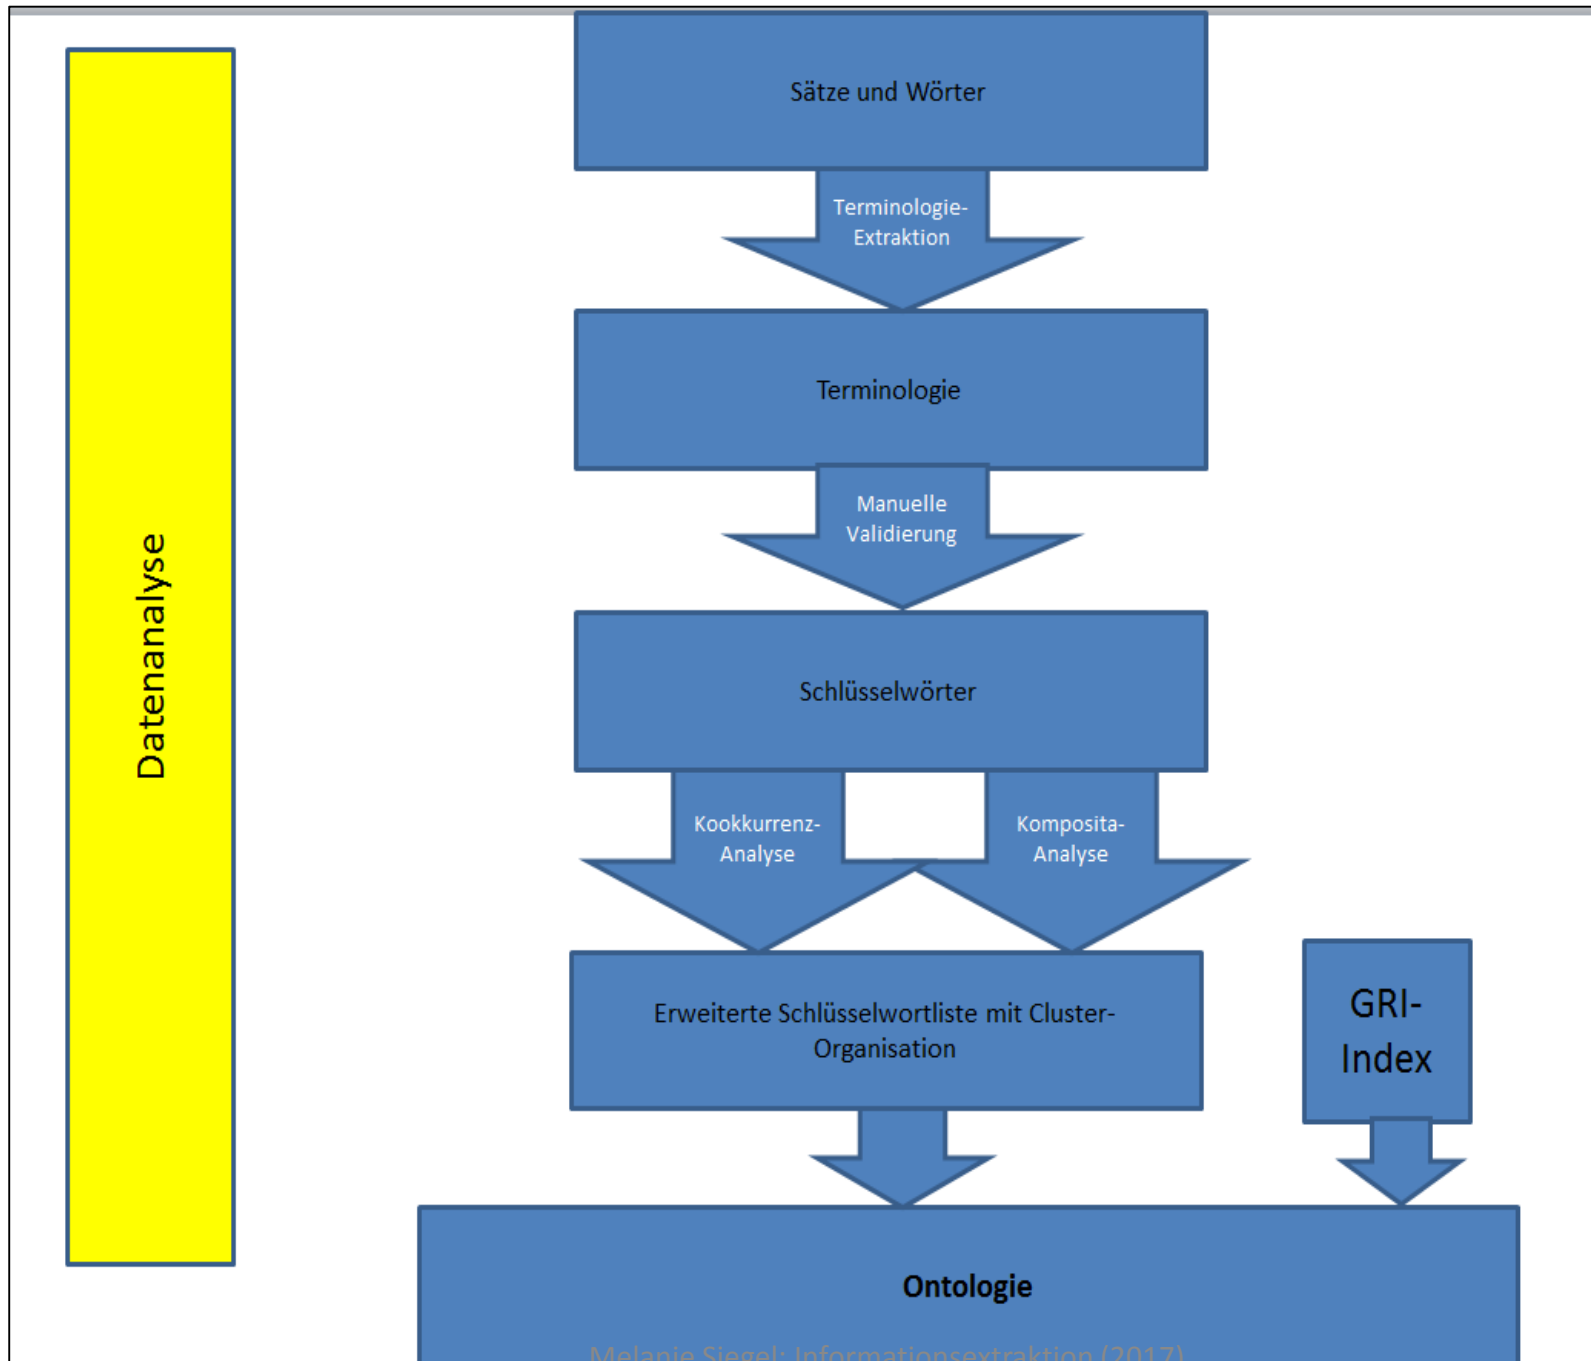 Datenanalyse
Sätze und Wörter
Terminologie-
Extraktion
Terminologie
Manuelle
Validierung
Schlüsselwörter
Kookkurrenz-
Analyse
Komposita-
Analyse
Erweiterte Schlüsselwortliste mit Cluster-
Organisation
GRI-
Index
Ontologie
Melanie Siegel: Informationsextraktion (2017)